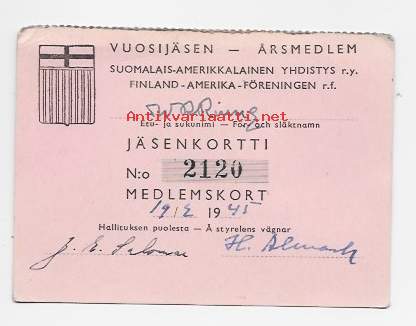 VUOSIJÄSEN — ÅRSMEDLEM
SUOMALAIS-AMERIKKALAINEN YHDISTYS r.y.
FINLAND-AMERIKA-FÖRENINGEN r.f.
Antikvariaatti.net
Etu- ja sukunimi — För- och släktnamn
JÄSENKORTTI
N:o 2120
MEDLEMSKORT
19/2 1945
Hallituksen puolesta — Å styrelens vägnar
J. E.
H.